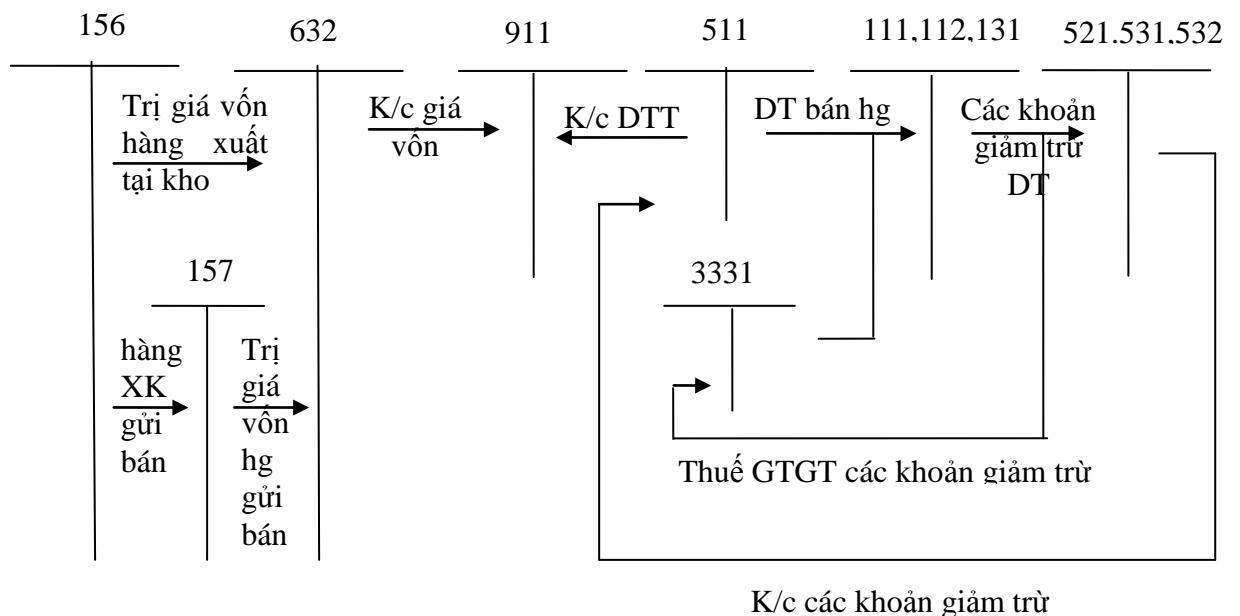 156
632
911
511
111,112,131
521.531,532
Trị giá vốn
hàng xuất
tại kho
K/c giá
vốn
K/c DTT
DT bán hg
Các khoản
giảm trừ
DT
157
3331
hàng
XK
gửi
bán
Trị
giá
vốn
hg
gửi
bán
Thuế GTGT các khoản giảm trừ
K/c các khoản giảm trừ